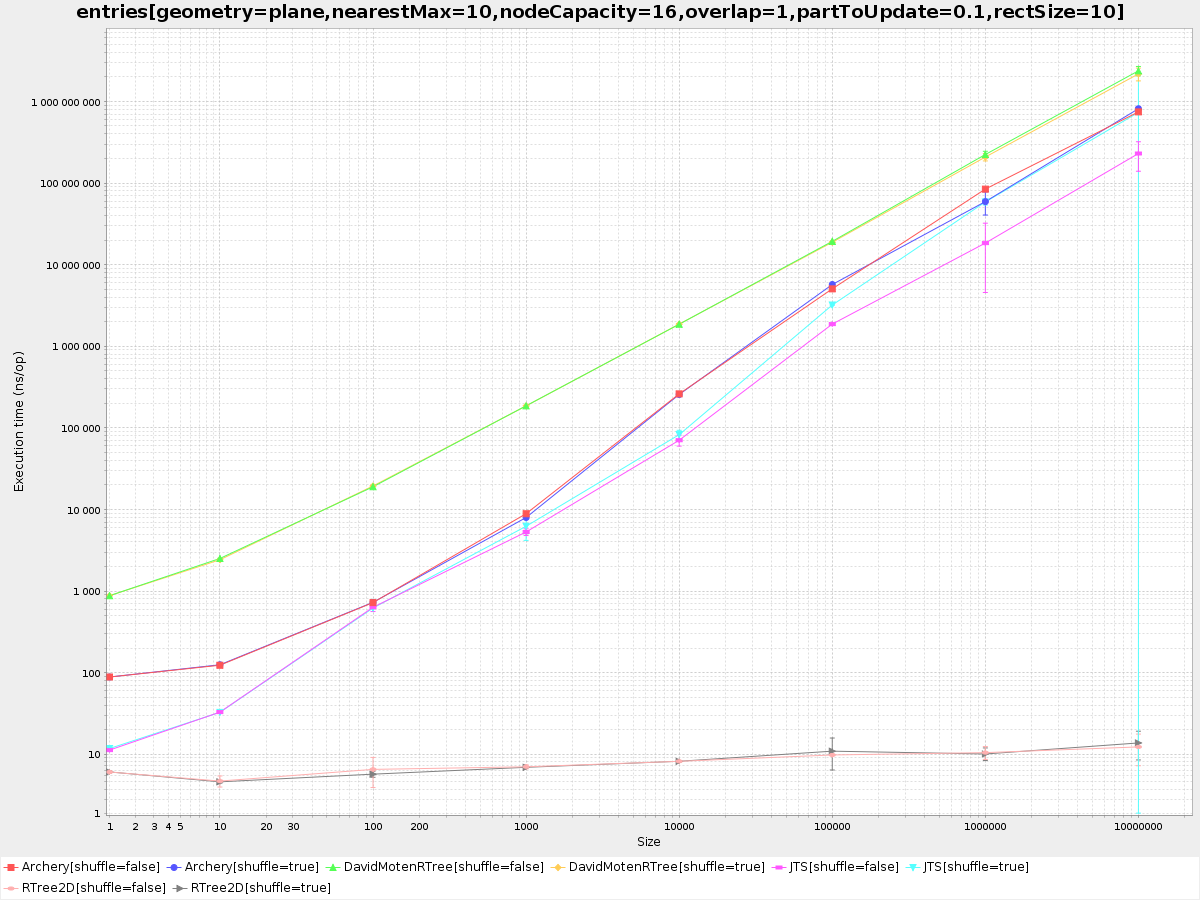 entries[geometry=plane,nearestMax=10,nodeCapacity=16,overlap=1,partToUpdate=0.1,rectSize=10]
Execution time (ns/op)
1 000 000 000
100 000 000
10 000 000
1 000 000
100 000
10 000
1 000
100
10
1
1 2 3 4 5 10 20 30 100 200 1000 10000 100000 1000000 10000000
Size
Archery[shuffle=false] Archery[shuffle=true] DavidMotenRTree[shuffle=false] DavidMotenRTree[shuffle=true] JTS[shuffle=false] JTS[shuffle=true]
RTree2D[shuffle=false] RTree2D[shuffle=true]